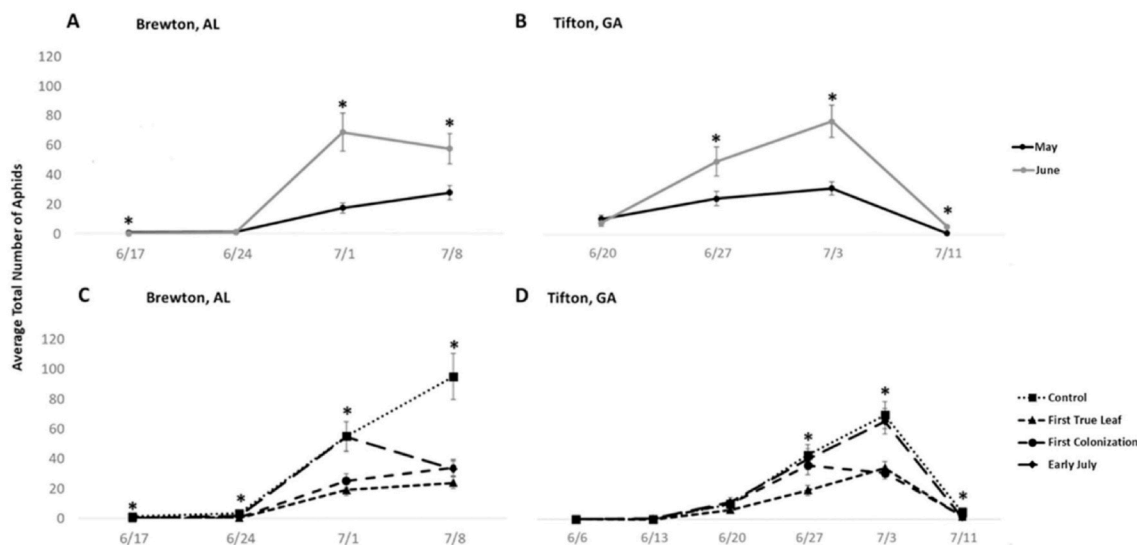 A Brewton, AL
B Tifton, GA
Average Total Number of Aphids
120
100
80
60
40
20
0
* * *
* * *
6/17 6/24 7/1 7/8
6/20 6/27 7/3 7/11
May
June
C Brewton, AL
D Tifton, GA
120
100
80
60
40
20
0
* * * *
* * *
6/17 6/24 7/1 7/8
6/6 6/13 6/20 6/27 7/3 7/11
Control
First True Leaf
First Colonization
Early July